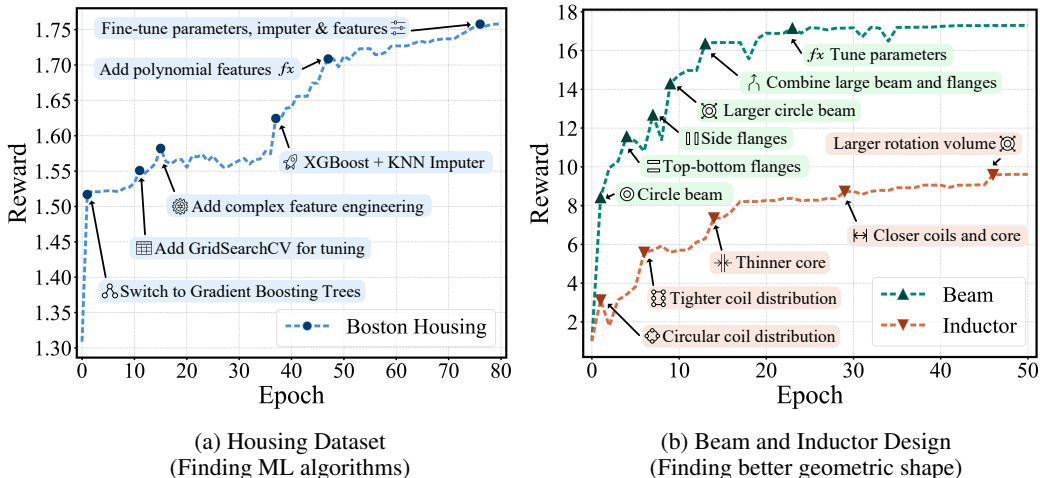 1.75
1.70
1.65
1.60
1.55
1.50
1.45
1.40
1.35
1.30
Reward
Fine-tune parameters, imputer & features
Add polynomial features fx
XGBoost + KNN Imputer
Add complex feature engineering
Add GridSearchCV for tuning
Switch to Gradient Boosting Trees
Boston Housing
0 10 20 30 40 50 60 70 80
Epoch
(a) Housing Dataset
(Finding ML algorithms)
18
16
14
12
10
8
6
4
2
Reward
fx Tune parameters
Combine large beam and flanges
Larger circle beam
Side flanges
Larger rotation volume
Top-bottom flanges
Circle beam
Closer coils and core
Thinner core
Tighter coil distribution
Circular coil distribution
Beam
Inductor
0 10 20 30 40 50
Epoch
(b) Beam and Inductor Design
(Finding better geometric shape)